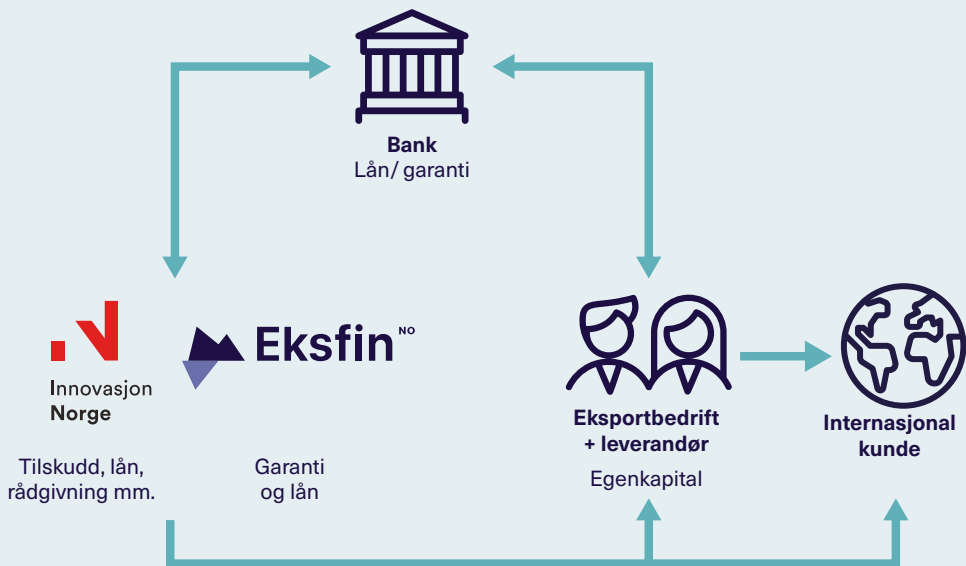 Bank
Lån/ garanti
Innovasjon
Norge
Eksfin NO
Tilskudd, lån,
rådgivning mm.
Garanti
og lån
Eksportbedrift
+ leverandør
Egenkapital
Internasjonal
kunde